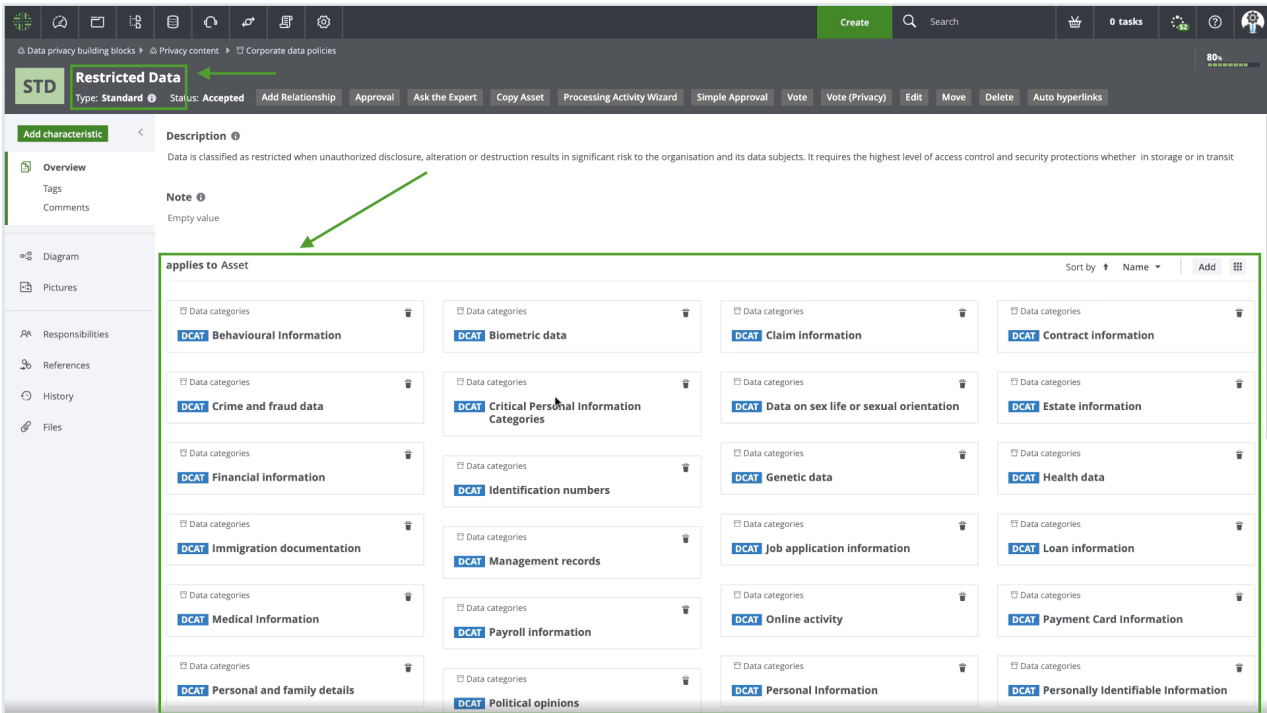 Create
Search
0 tasks
52
Data privacy building blocks
Privacy content
Corporate data policies
80%
STD
Restricted Data
Type: Standard
Status: Accepted
Add Relationship
Approval
Ask the Expert
Copy Asset
Processing Activity Wizard
Simple Approval
Vote
Vote (Privacy)
Edit
Move
Delete
Auto hyperlinks
Add characteristic
Overview
Tags
Comments
Diagram
Pictures
Responsibilities
References
History
Files
Description
Data is classified as restricted when unauthorized disclosure, alteration or destruction results in significant risk to the organisation and its data subjects. It requires the highest level of access control and security protections whether in storage or in transit
Note
Empty value
applies to Asset
Sort by
Name
Add
Data categories
DCAT Behavioural Information
Data categories
DCAT Biometric data
Data categories
DCAT Claim information
Data categories
DCAT Contract information
Data categories
DCAT Crime and fraud data
Data categories
DCAT Critical Personal Information
Categories
Data categories
DCAT Data on sex life or sexual orientation
Data categories
DCAT Estate information
Data categories
DCAT Financial information
Data categories
DCAT Identification numbers
Data categories
DCAT Genetic data
Data categories
DCAT Health data
Data categories
DCAT Immigration documentation
Data categories
DCAT Management records
Data categories
DCAT Job application information
Data categories
DCAT Loan information
Data categories
DCAT Medical Information
Data categories
DCAT Payroll information
Data categories
DCAT Online activity
Data categories
DCAT Payment Card Information
Data categories
DCAT Personal and family details
Data categories
DCAT Political opinions
Data categories
DCAT Personal Information
Data categories
DCAT Personally Identifiable Information